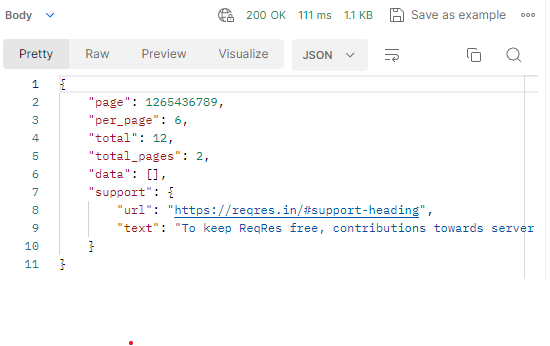 Body 200 OK 111 ms 1.1 KB Save as example
Pretty Raw Preview Visualize JSON
1 {
2 "page": 1265436789,
3 "per_page": 6,
4 "total": 12,
5 "total_pages": 2,
6 "data": [],
7 "support": {
8 "url": "https://reqres.in/#support-heading",
9 "text": "To keep ReqRes free, contributions towards server
10 }
11 }